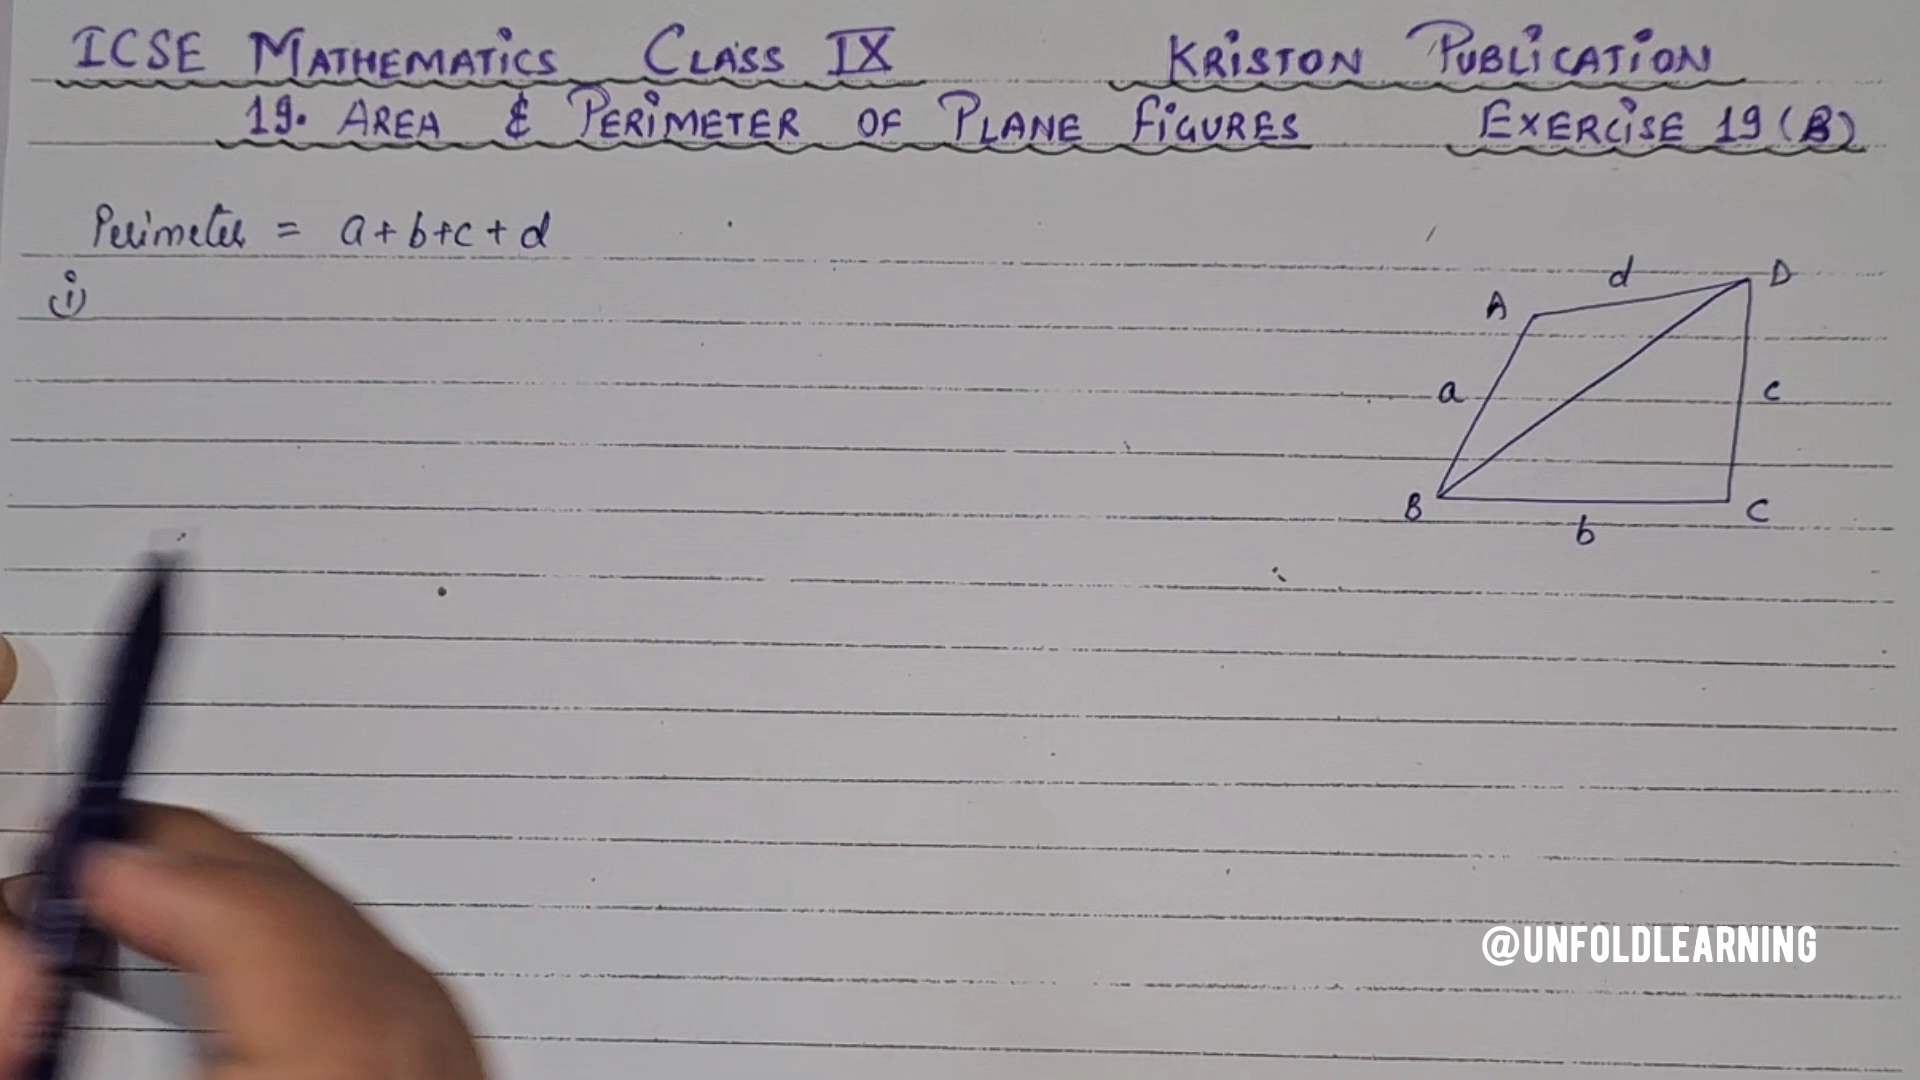 ICSE MATHEMATICS CLASS IX KRISTON PUBLICATION
19. AREA & PERIMETER OF PLANE FIGURES EXERCISE 19 (B)
Perimeter = a+b+c+d
(i)
d D
A
a c
B C
b
@UNFOLDLEARNING